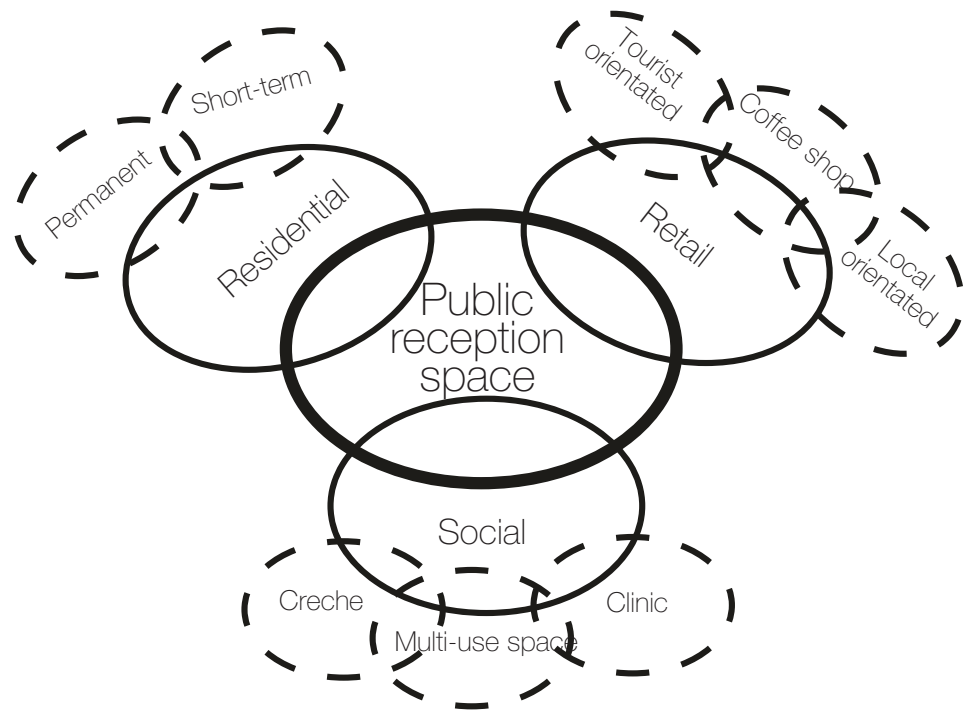 Short-term
Permanent
Residential
Tourist
orientated
Coffee shop
Retail
Local
orientated
Public
reception
space
Social
Creche
Multi-use space
Clinic